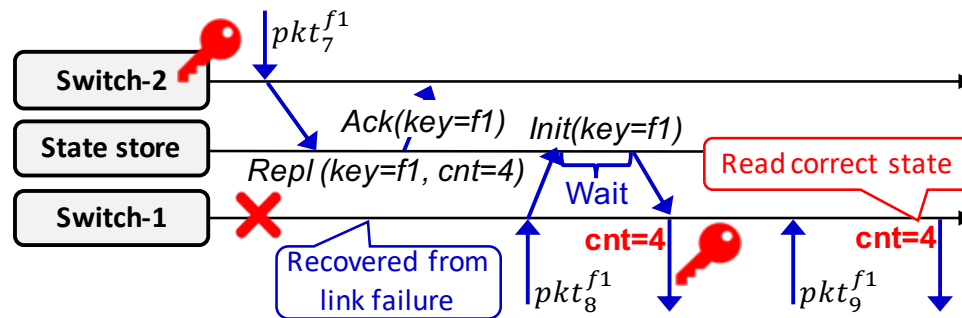 pkt_7^{f1}
Switch-2
Ack(key=f1)
Init(key=f1)
State store
Repl (key=f1, cnt=4)
Wait
Read correct state
Switch-1
cnt=4
cnt=4
Recovered from
link failure
pkt_8^{f1}
pkt_9^{f1}